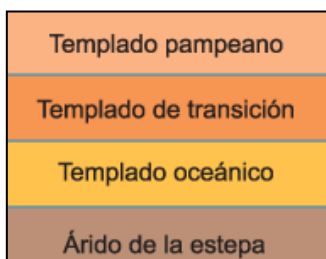 Templado pampeano
Templado de transición
Templado oceánico
Árido de la estepa